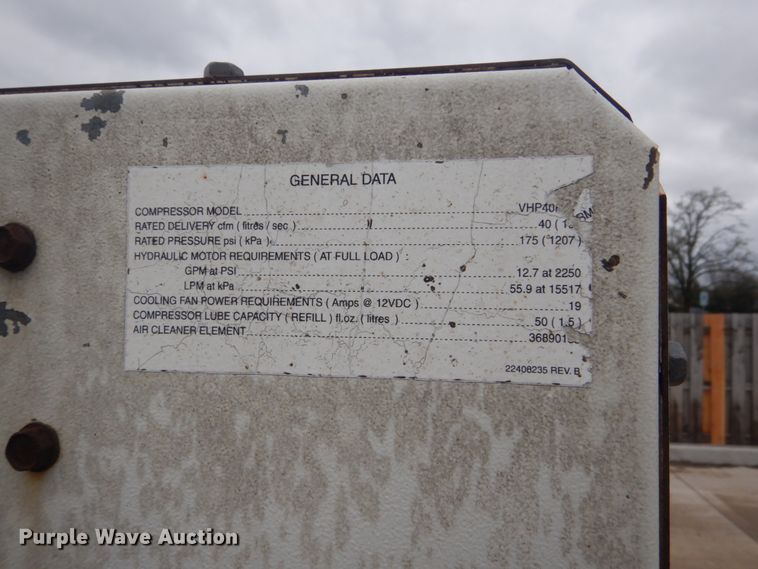 GENERAL DATA
COMPRESSOR MODEL VHP40
RATED DELIVERY cfm ( litres / sec ) 40 (
RATED PRESSURE psi ( kPa ) 175 ( 1207 )
HYDRAULIC MOTOR REQUIREMENTS ( AT FULL LOAD ) :
GPM at PSI 12.7 at 2250
LPM at kPa 55.9 at 15517
COOLING FAN POWER REQUIREMENTS ( Amps @ 12VDC ) 19
COMPRESSOR LUBE CAPACITY ( REFILL ) fl.oz. ( litres ) 50 ( 1.5 )
AIR CLEANER ELEMENT
22408235 REV. B
Purple Wave Auction